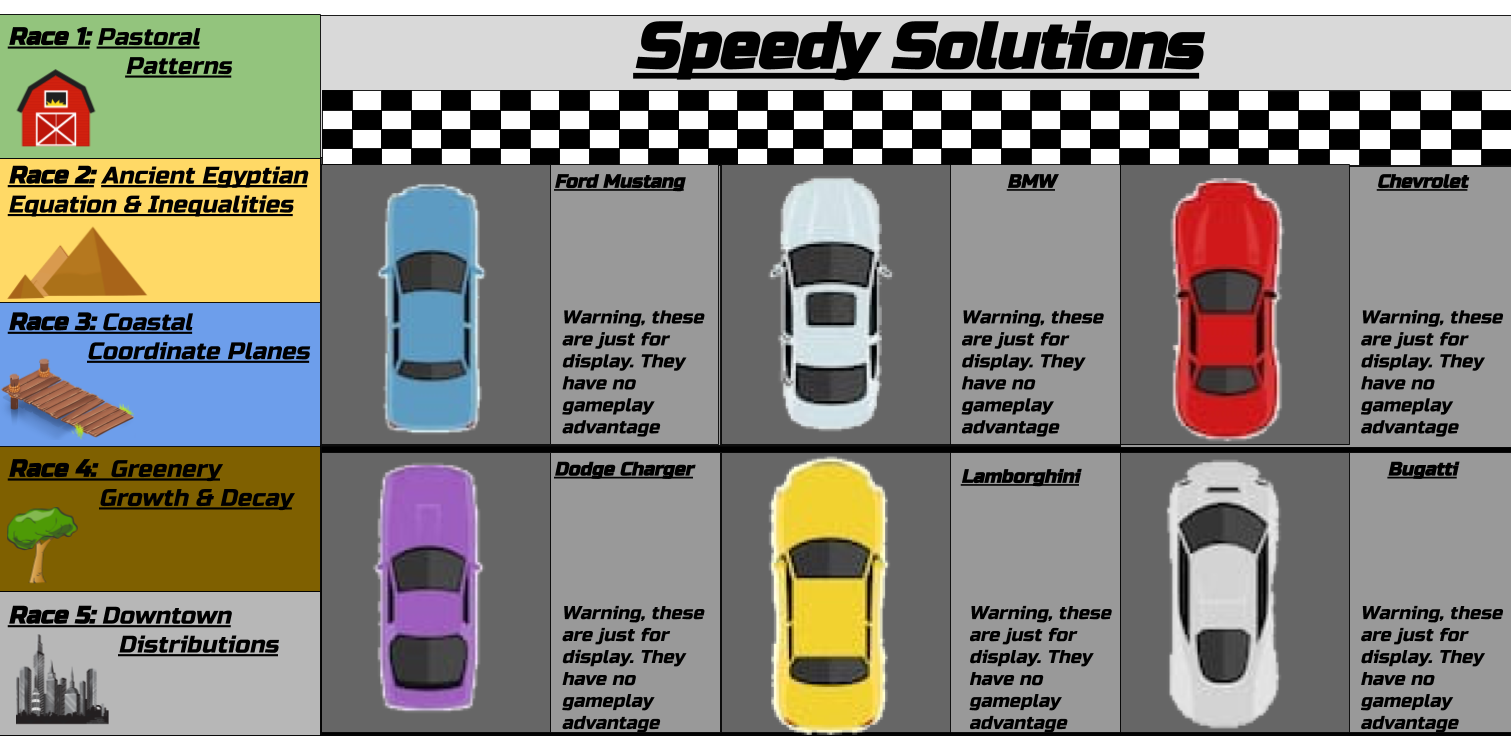 Race 1: Pastoral
Patterns
Race 2: Ancient Egyptian
Equation & Inequalities
Race 3: Coastal
Coordinate Planes
Race 4: Greenery
Growth & Decay
Race 5: Downtown
Distributions
Speedy Solutions
Ford Mustang
Warning, these
are just for
display. They
have no
gameplay
advantage
BMW
Warning, these
are just for
display. They
have no
gameplay
advantage
Chevrolet
Warning, these
are just for
display. They
have no
gameplay
advantage
Dodge Charger
Warning, these
are just for
display. They
have no
gameplay
advantage
Lamborghini
Warning, these
are just for
display. They
have no
gameplay
advantage
Bugatti
Warning, these
are just for
display. They
have no
gameplay
advantage